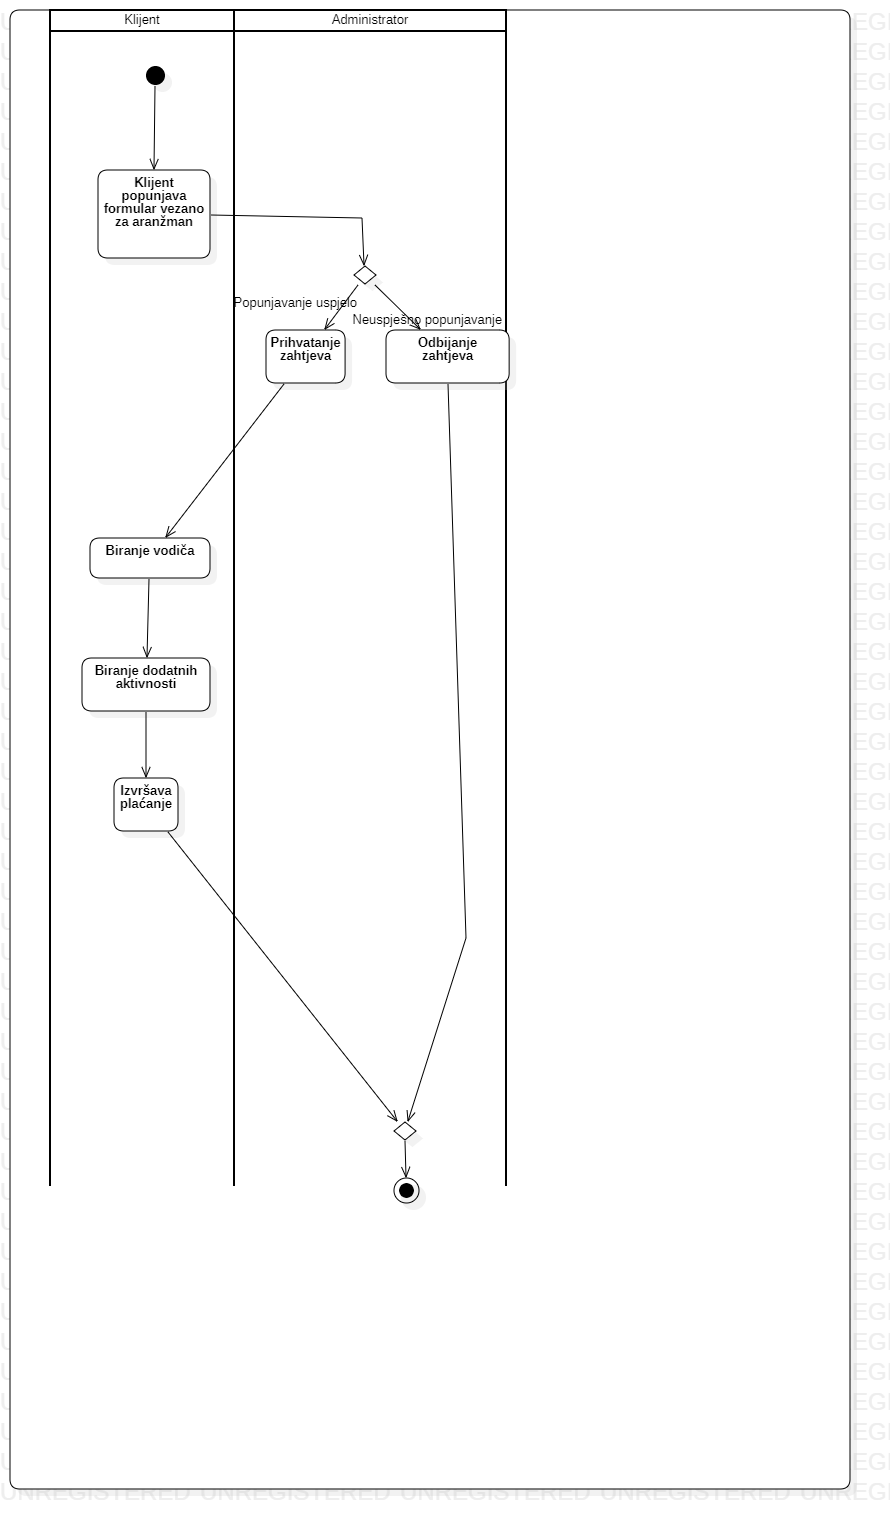 Klijent
Administrator
Klijent
popunjava
formular vezano
za aranžman
Popunjavanje uspjelo
Neuspješno popunjavanje
Prihvatanje
zahtjeva
Odbijanje
zahtjeva
Biranje vodiča
Biranje dodatnih
aktivnosti
Izvršava
plaćanje
UNREGISTERED UNREGISTERED UNREGISTERED UNREGISTERED UNREGI